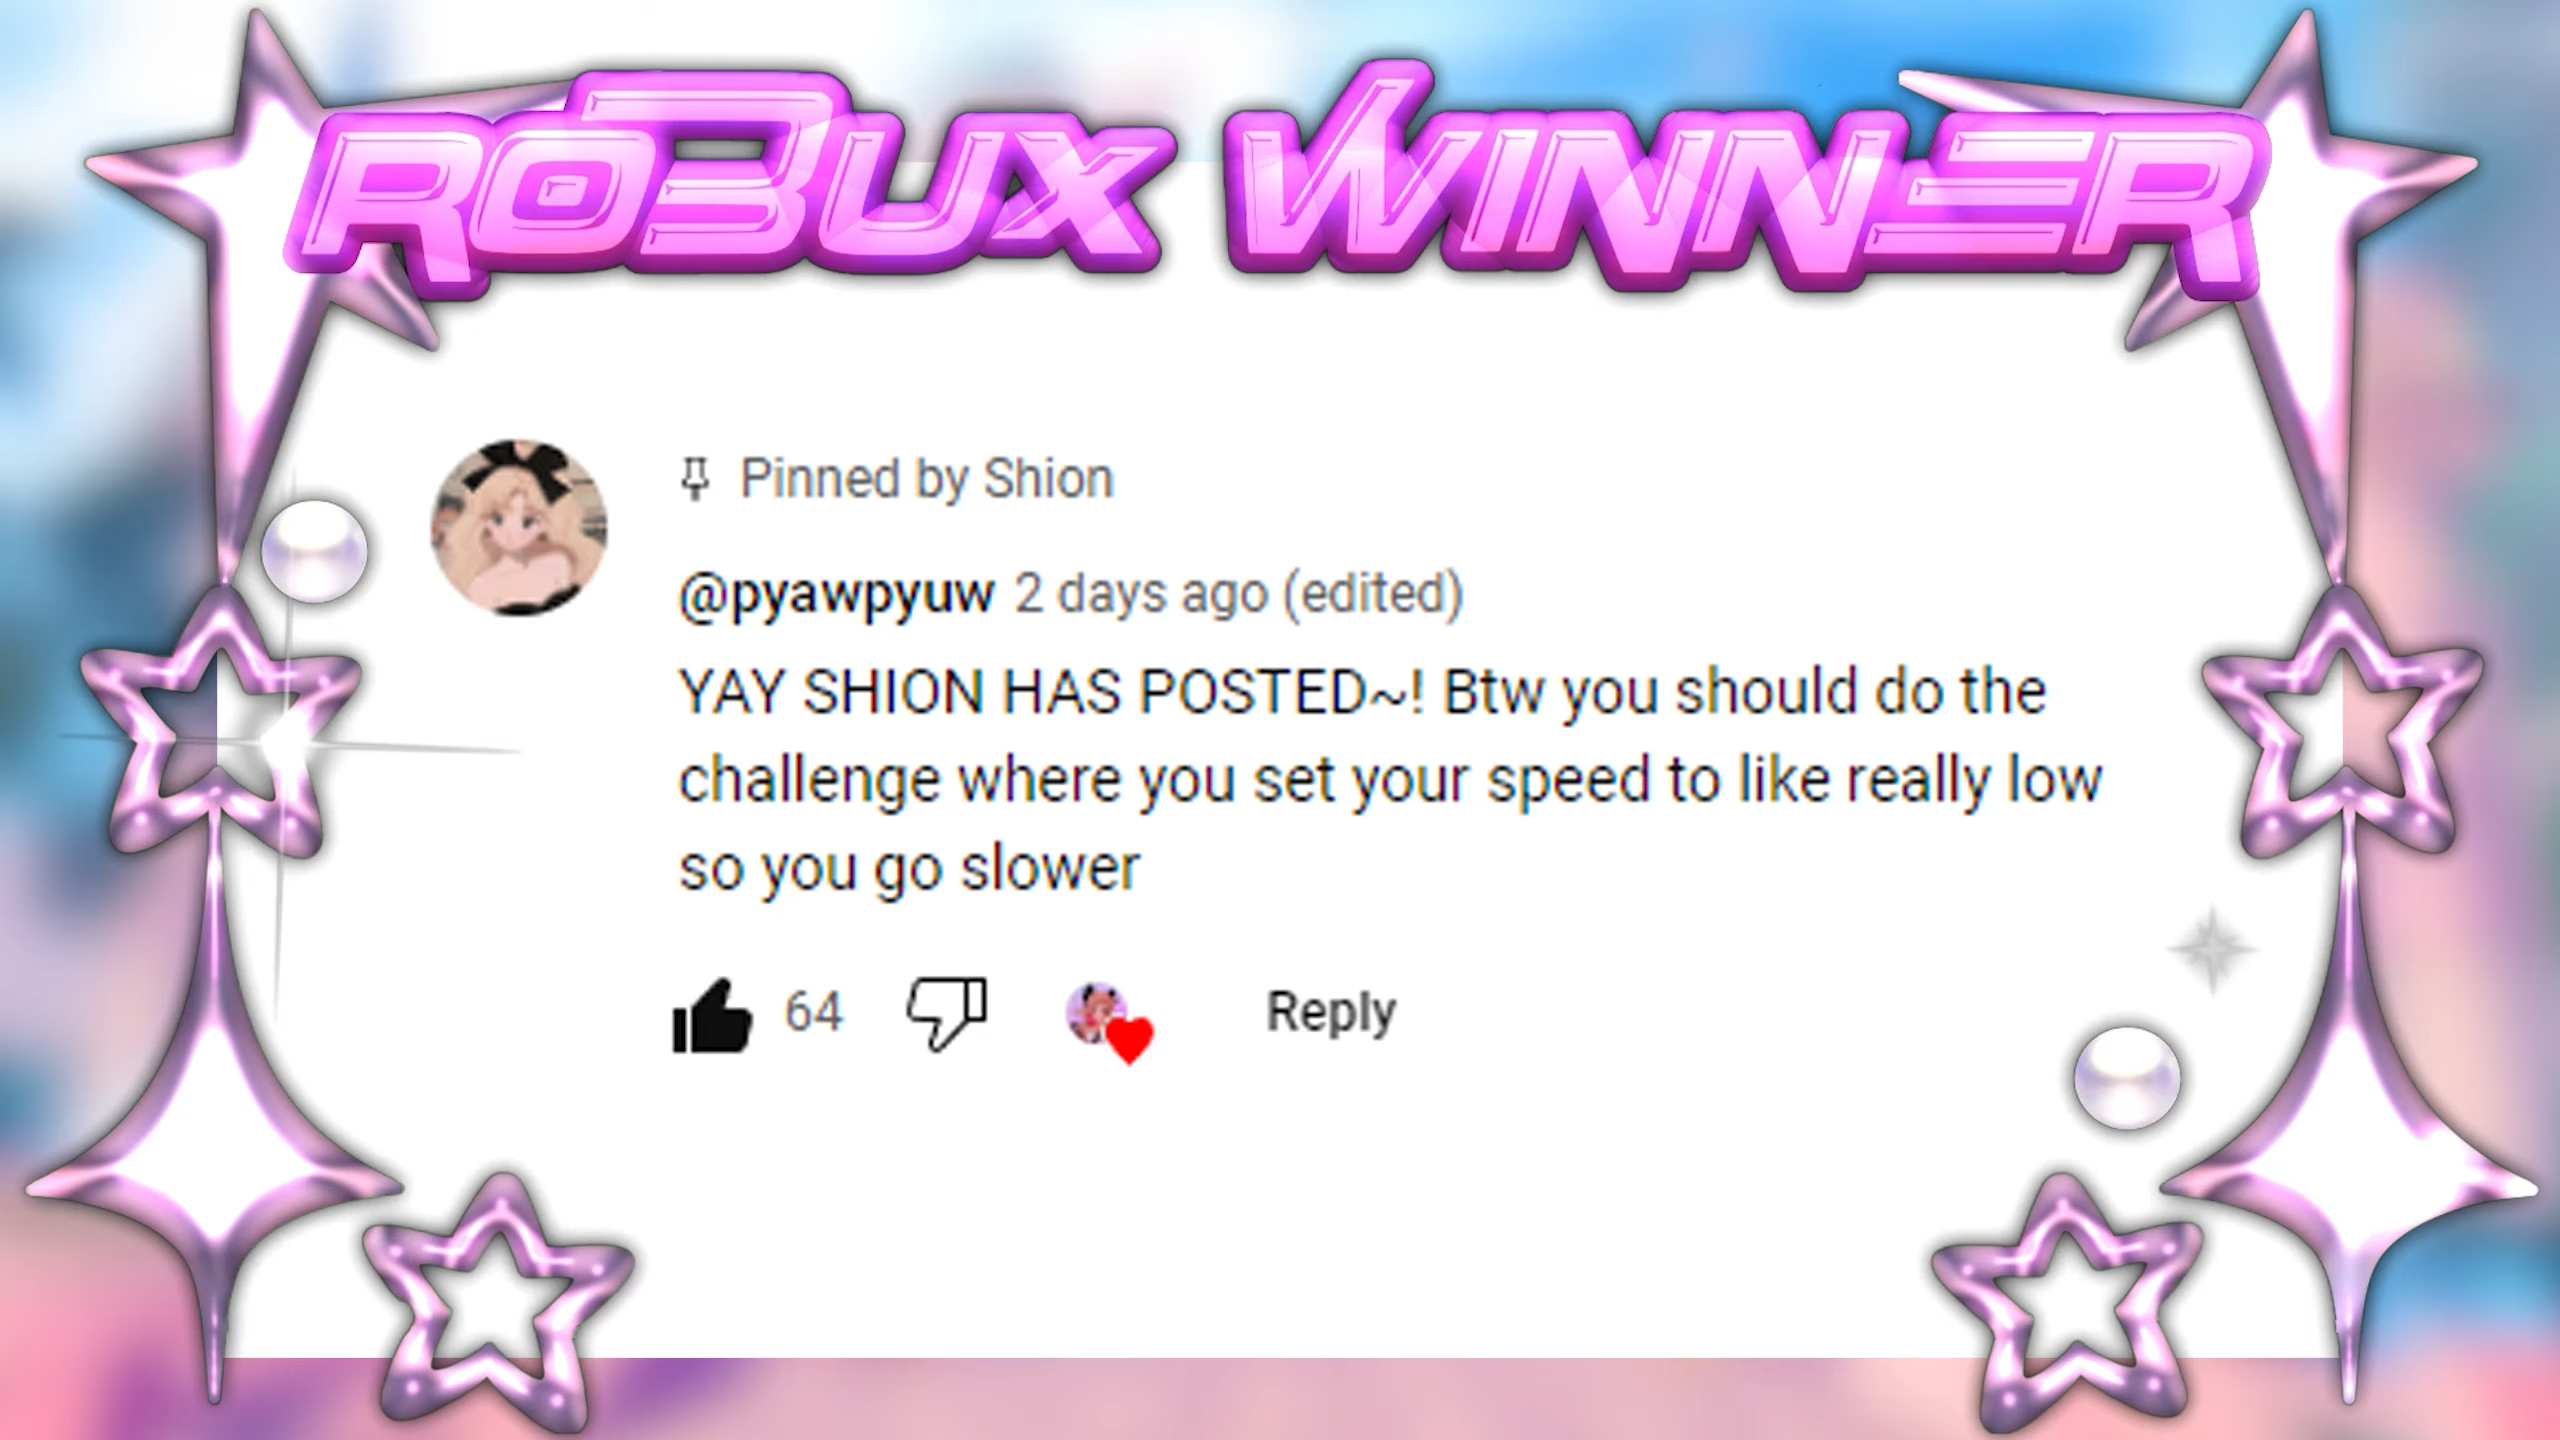 ROBUX WINNER
Pinned by Shion
@pyawpyuw 2 days ago (edited)
YAY SHION HAS POSTED~! Btw you should do the
challenge where you set your speed to like really low
so you go slower
64 Reply